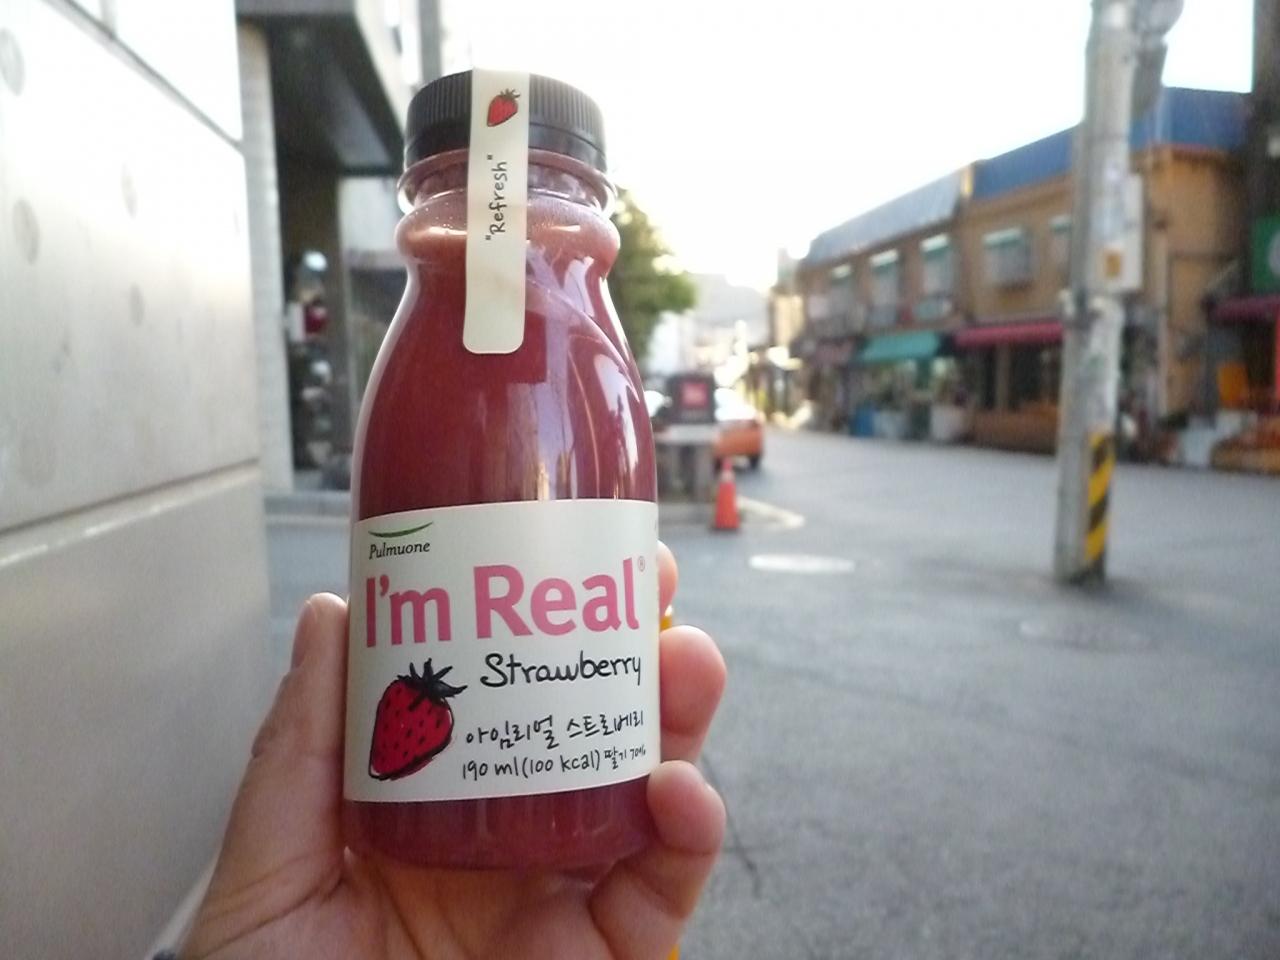 "Refresh"
Pulmuone
I'm Real®
Strawberry
아임리얼 스트로베리
190 ml (100 kcal) 딸기 70%